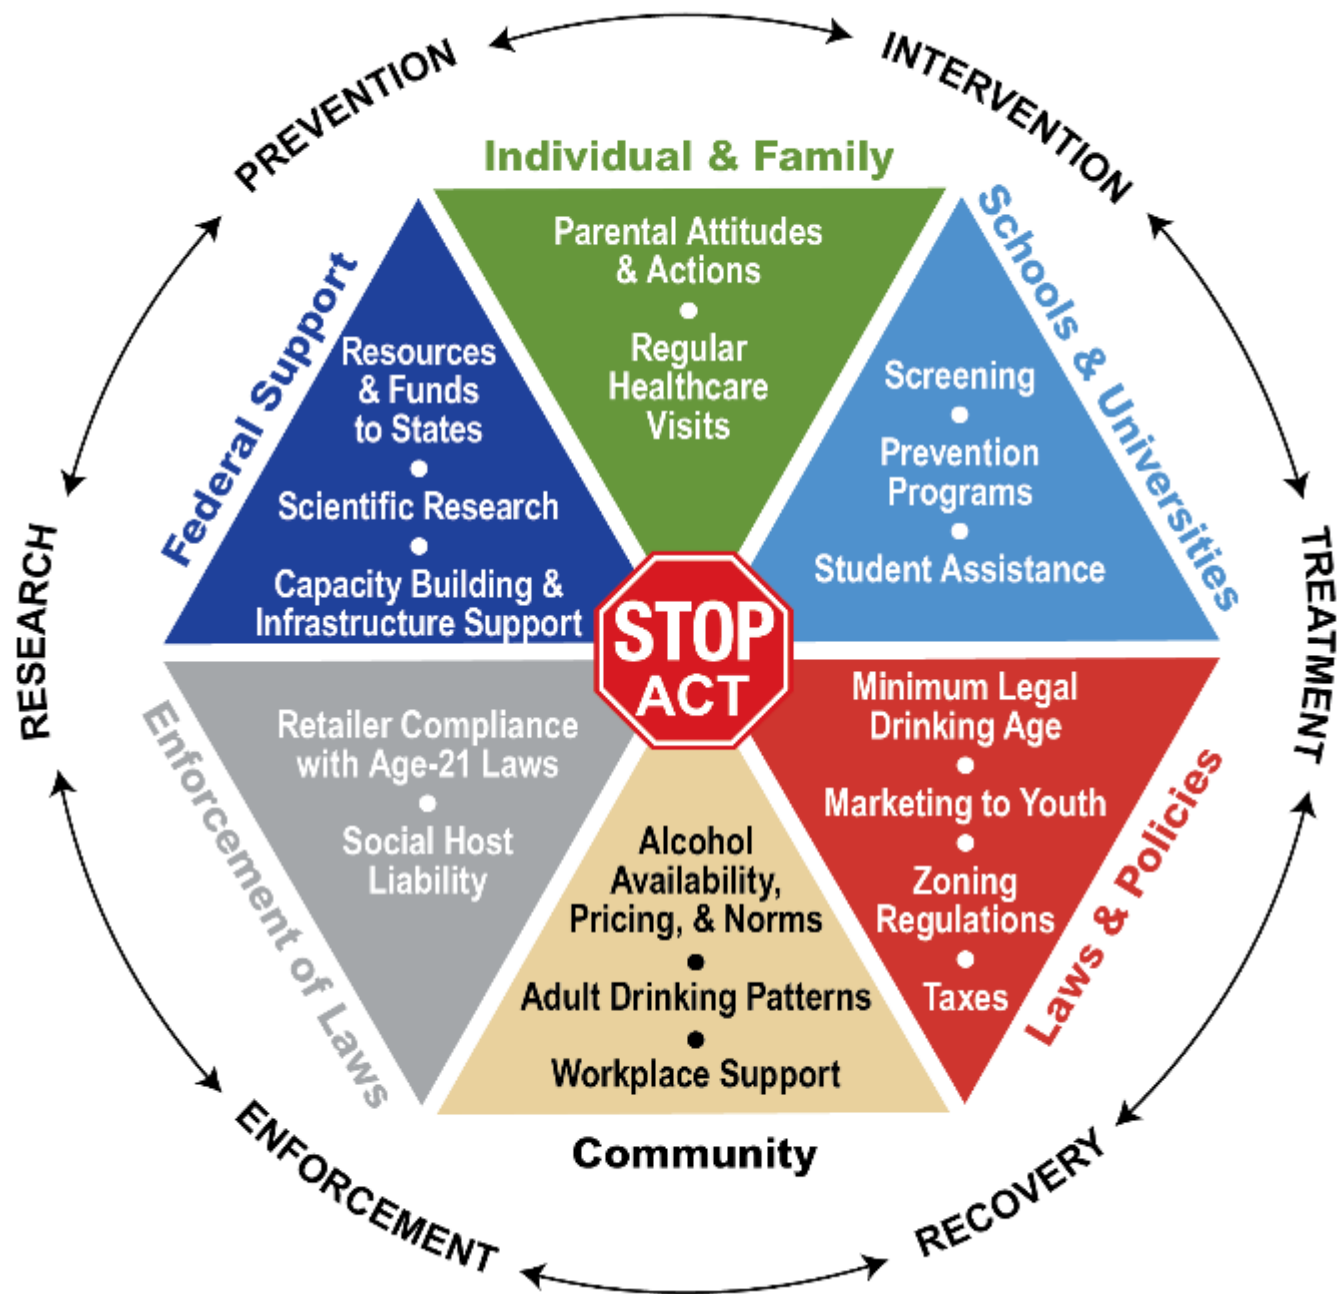 PREVENTION
INTERVENTION
TREATMENT
RECOVERY
ENFORCEMENT
RESEARCH
Individual & Family
Parental Attitudes
& Actions
Regular
Healthcare
Visits
Schools & Universities
Screening
Prevention
Programs
Student Assistance
Laws & Policies
Minimum Legal
Drinking Age
Marketing to Youth
Zoning
Regulations
Taxes
Community
Alcohol
Availability,
Pricing, & Norms
Adult Drinking Patterns
Workplace Support
Enforcement of Laws
Retailer Compliance
with Age-21 Laws
Social Host
Liability
Federal Support
Resources
& Funds
to States
Scientific Research
Capacity Building &
Infrastructure Support
STOP
ACT